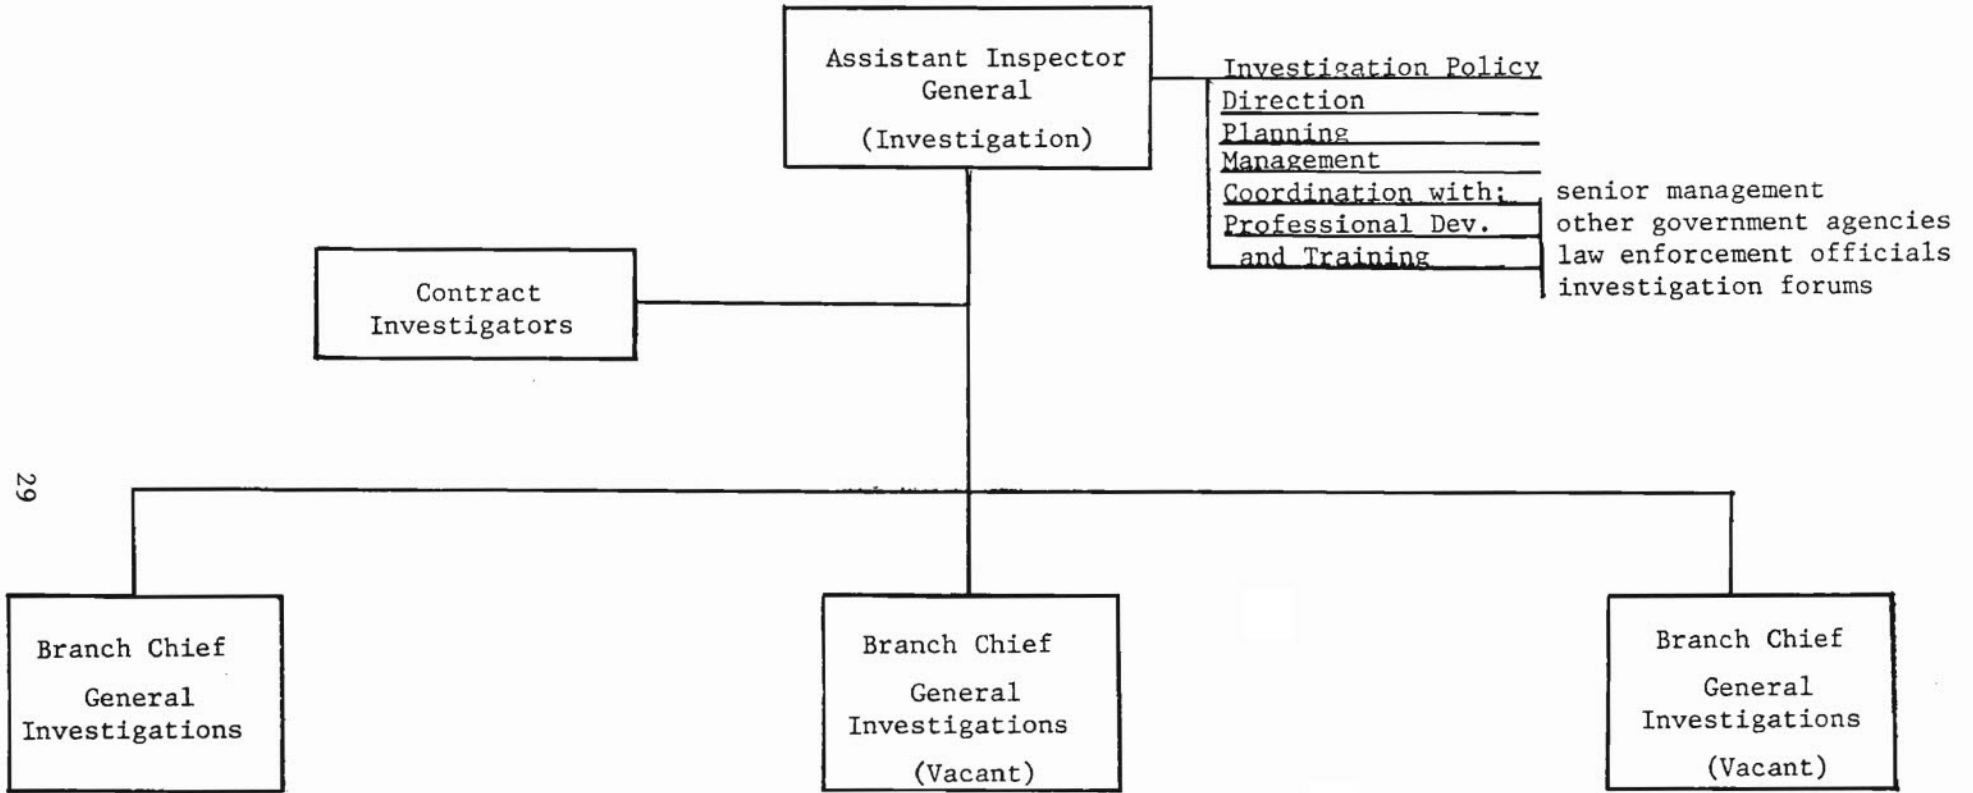 Assistant Inspector
General
(Investigation)
Investigation Policy
Direction
Planning
Management
Coordination with;
Professional Dev.
and Training
senior management
other government agencies
law enforcement officials
investigation forums
Contract
Investigators
29
Branch Chief
General
Investigations
Branch Chief
General
Investigations
(Vacant)
Branch Chief
General
Investigations
(Vacant)